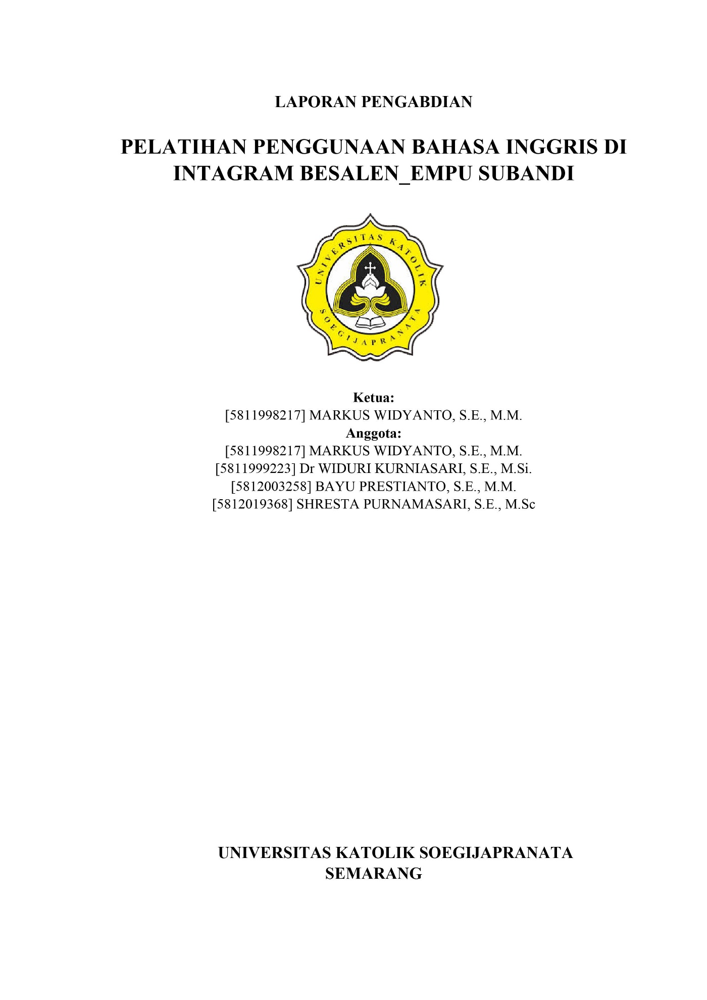 LAPORAN PENGABDIAN
PELATIHAN PENGGUNAAN BAHASA INGGRIS DI
INTAGRAM BESALEN_EMPU SUBANDI
UNIVERSITAS KATOLIK
SOEGIJAPRANATA
Ketua:
[5811998217] MARKUS WIDYANTO, S.E., M.M.
Anggota:
[5811998217] MARKUS WIDYANTO, S.E., M.M.
[5811999223] Dr WIDURI KURNIASARI, S.E., M.Si.
[5812003258] BAYU PRESTIANTO, S.E., M.M.
[5812019368] SHRESTA PURNAMASARI, S.E., M.Sc
UNIVERSITAS KATOLIK SOEGIJAPRANATA
SEMARANG